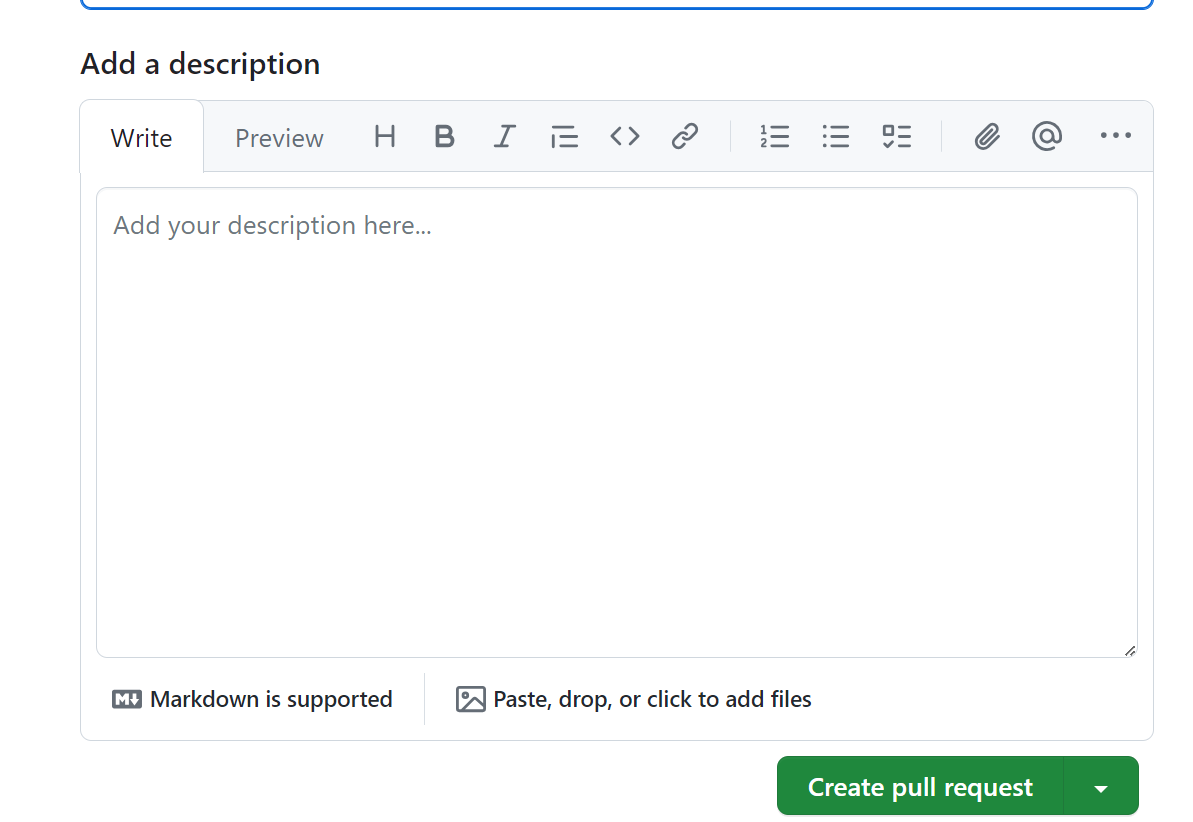 Add a description
Write Preview
Add your description here...
Markdown is supported Paste, drop, or click to add files
Create pull request